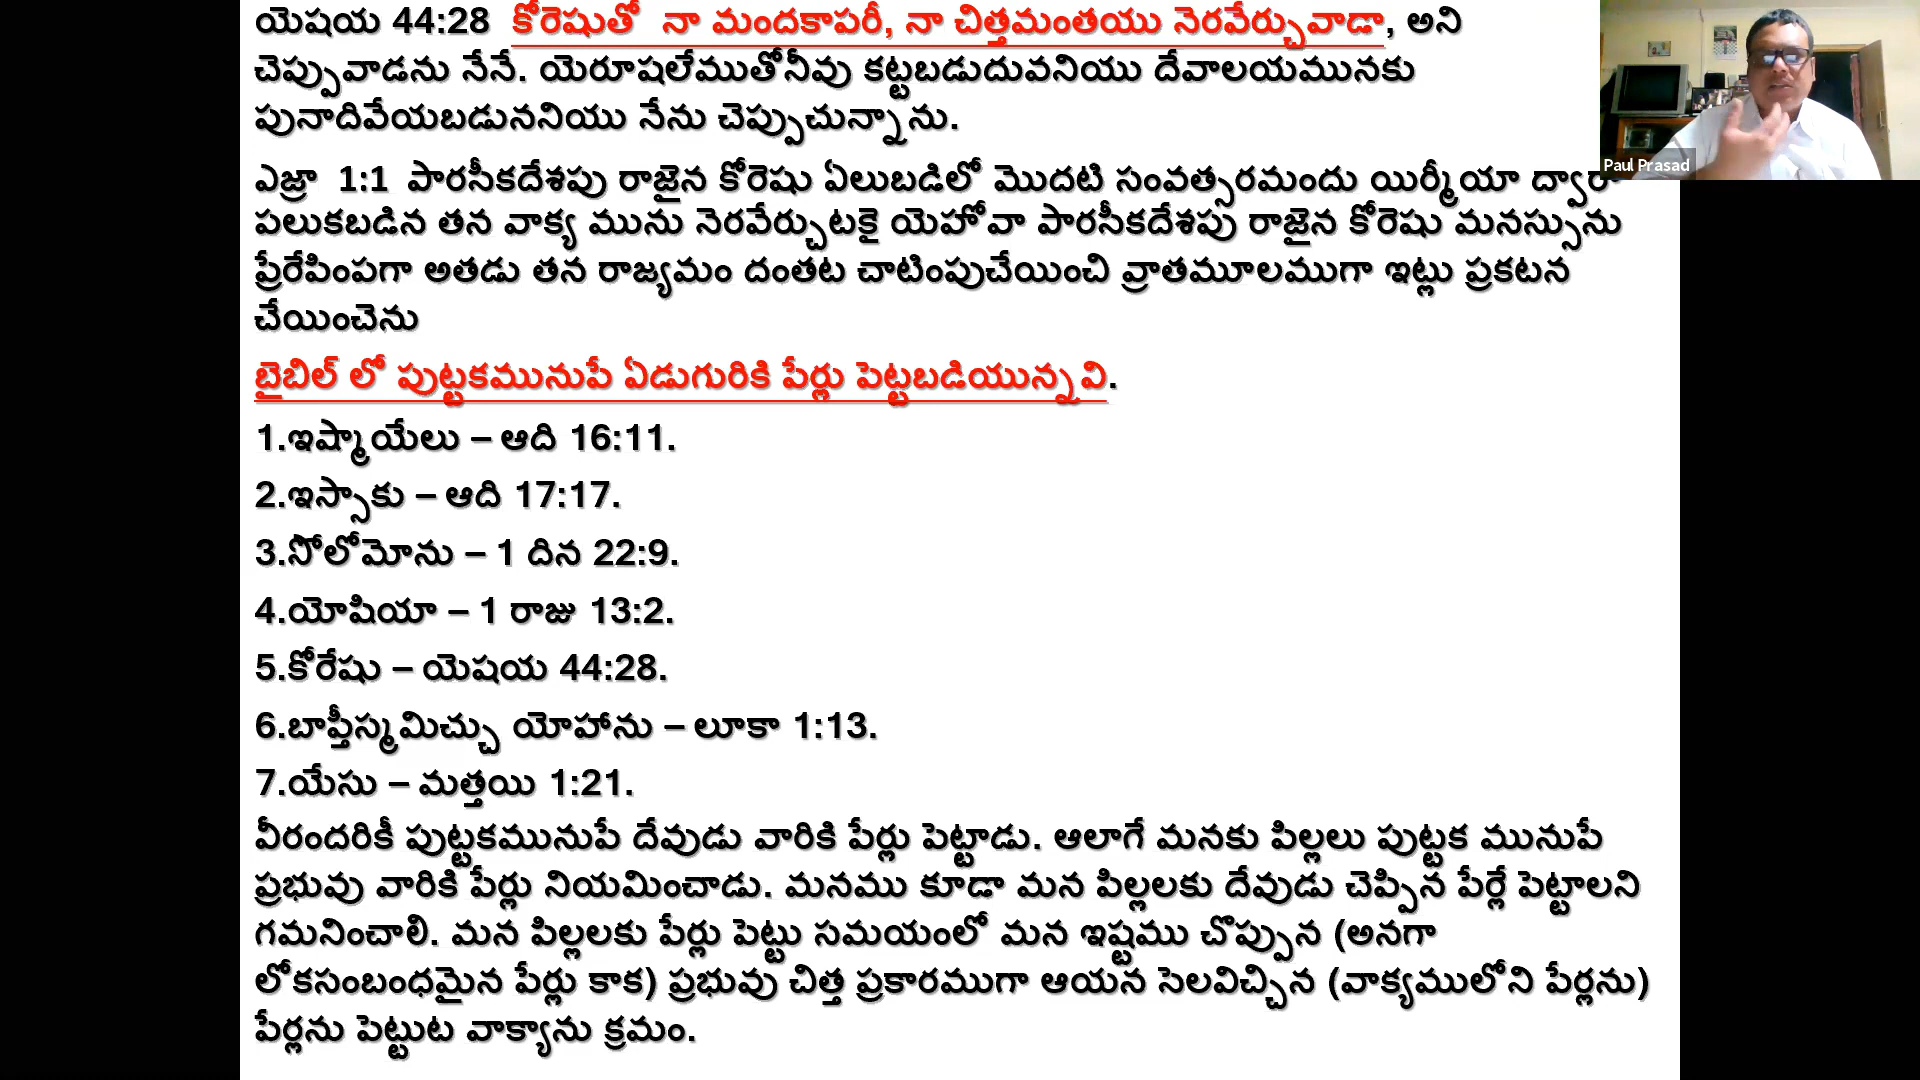 యెషయ 44:28 కోరెషుతో నా మందకాపరీ, నా చిత్తమంతయు నెరవేర్చువాడా, అని
చెప్పువాడను నేనే. యెరూషలేముతోనీవు కట్టబడుదువనియు దేవాలయమునకు
పునాదివేయబడుననియు నేను చెప్పుచున్నాను.
ఎజ్రా 1:1 పారసీకదేశపు రాజైన కోరెషు ఏలుబడిలో మొదటి సంవత్సరమందు యిర్మీయా ద్వారా
పలుకబడిన తన వాక్య మును నెరవేర్చుటకై యెహోవా పారసీకదేశపు రాజైన కోరెషు మనస్సును
ప్రేరేపింపగా అతడు తన రాజ్యమం దంతట చాటింపుచేయించి వ్రాతమూలముగా ఇట్లు ప్రకటన
చేయించెను
బైబిల్ లో పుట్టకమునుపే ఏడుగురికి పేర్లు పెట్టబడియున్నవి.
1.ఇష్మాయేలు – ఆది 16:11.
2.ఇస్సాకు – ఆది 17:17.
3.సోలోమోను – 1 దిన 22:9.
4.యోషియా – 1 రాజు 13:2.
5.కోరేషు – యెషయ 44:28.
6.బాప్తీస్మమిచ్చు యోహాను – లూకా 1:13.
7.యేసు – మత్తయి 1:21.
వీరందరికీ పుట్టకమునుపే దేవుడు వారికి పేర్లు పెట్టాడు. ఆలాగే మనకు పిల్లలు పుట్టక మునుపే
ప్రభువు వారికి పేర్లు నియమించాడు. మనము కూడా మన పిల్లలకు దేవుడు చెప్పిన పేర్లే పెట్టాలని
గమనించాలి. మన పిల్లలకు పేర్లు పెట్టు సమయంలో మన ఇష్టము చొప్పున (అనగా
లోకసంబంధమైన పేర్లు కాక) ప్రభువు చిత్త ప్రకారముగా ఆయన సెలవిచ్చిన (వాక్యములోని పేర్లను)
పేర్లను పెట్టుట వాక్యాను క్రమం.
Paul Prasad